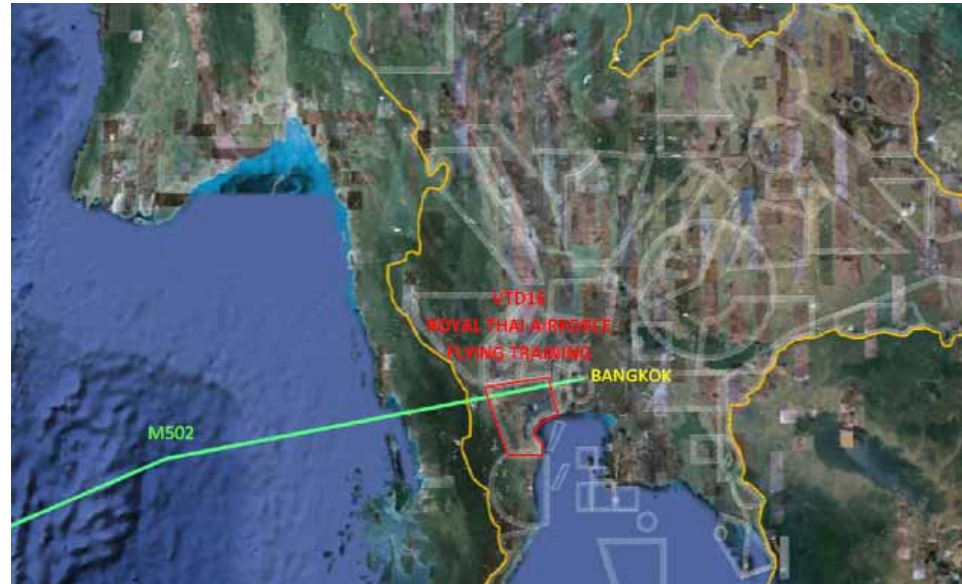 VTD16
ROYAL THAI AIRFORCE
FLYING TRAINING
BANGKOK
M502